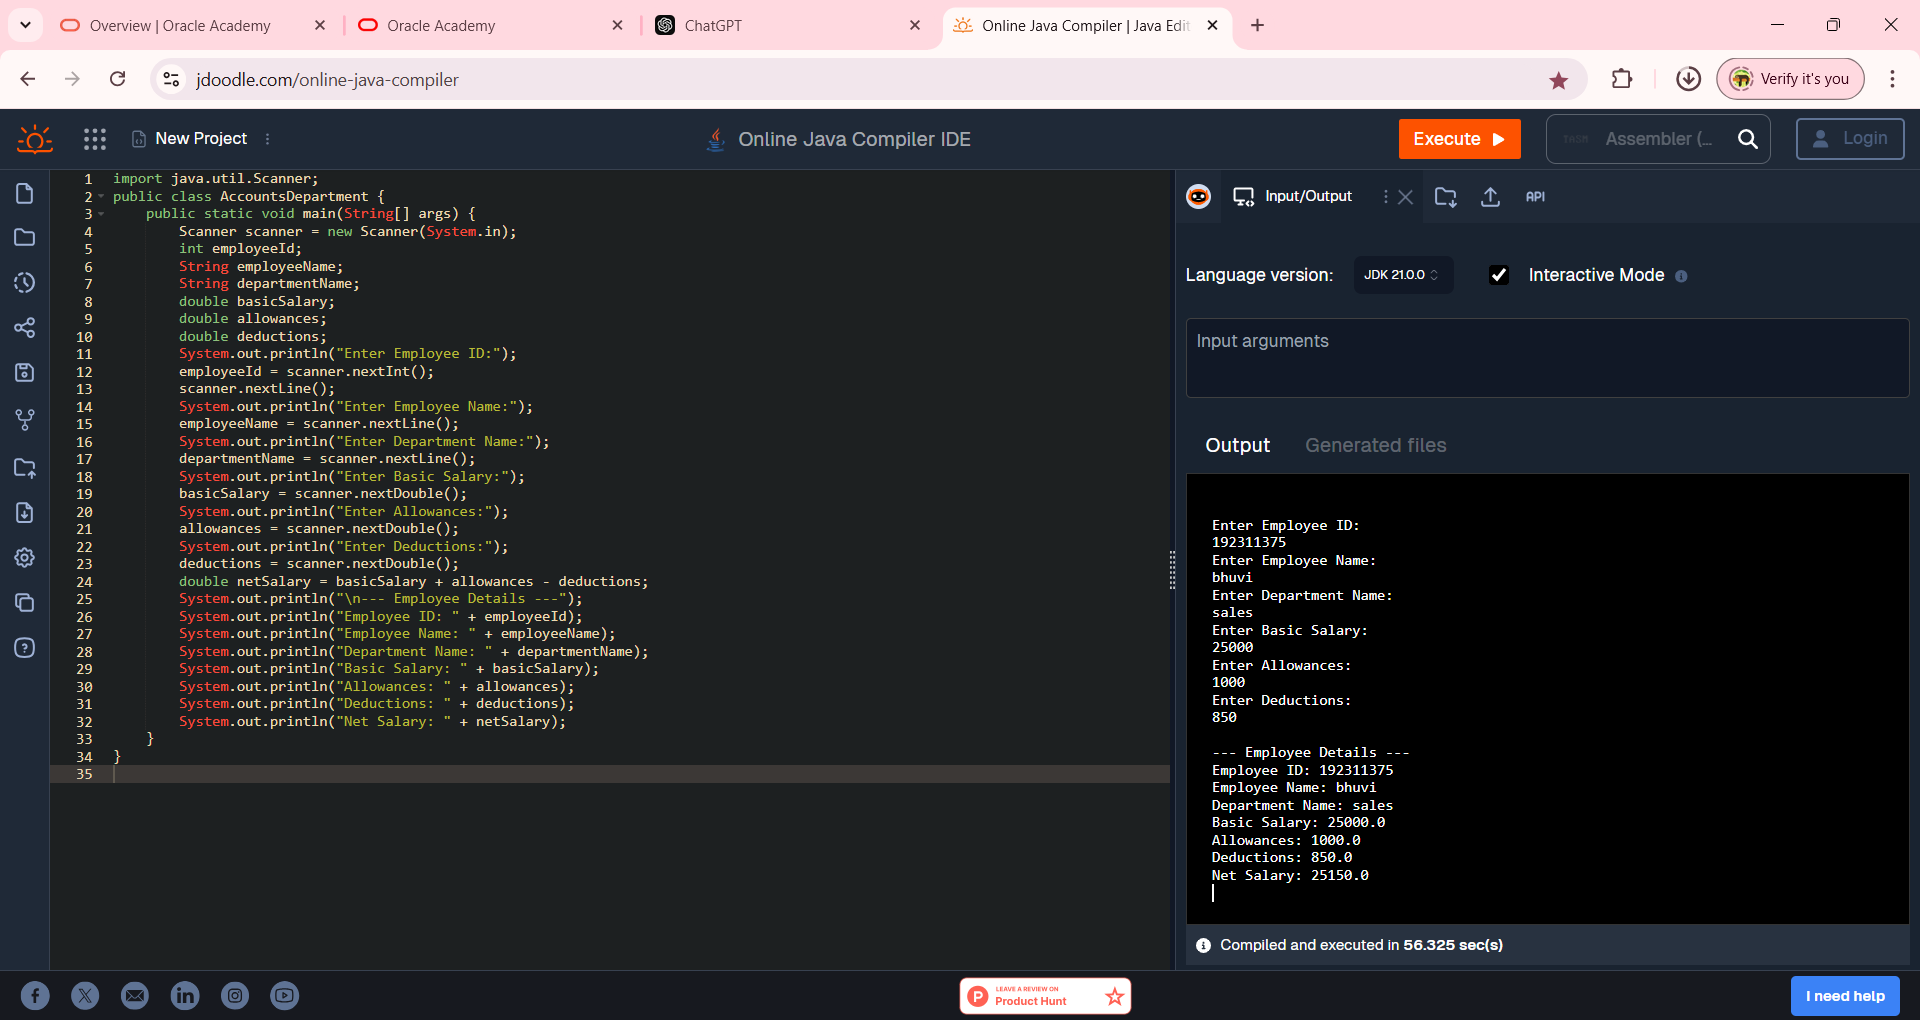 Overview | Oracle Academy
Oracle Academy
ChatGPT
Online Java Compiler | Java Edit
jdoodle.com/online-java-compiler
Verify it's you
New Project
Online Java Compiler IDE
Execute
Assembler (...
Login
1 import java.util.Scanner;
2 public class AccountsDepartment {
3     public static void main(String[] args) {
4         Scanner scanner = new Scanner(System.in);
5         int employeeId;
6         String employeeName;
7         String departmentName;
8         double basicSalary;
9         double allowances;
10         double deductions;
11         System.out.println("Enter Employee ID:");
12         employeeId = scanner.nextInt();
13         scanner.nextLine();
14         System.out.println("Enter Employee Name:");
15         employeeName = scanner.nextLine();
16         System.out.println("Enter Department Name:");
17         departmentName = scanner.nextLine();
18         System.out.println("Enter Basic Salary:");
19         basicSalary = scanner.nextDouble();
20         System.out.println("Enter Allowances:");
21         allowances = scanner.nextDouble();
22         System.out.println("Enter Deductions:");
23         deductions = scanner.nextDouble();
24         double netSalary = basicSalary + allowances - deductions;
25         System.out.println("\n--- Employee Details ---");
26         System.out.println("Employee ID: " + employeeId);
27         System.out.println("Employee Name: " + employeeName);
28         System.out.println("Department Name: " + departmentName);
29         System.out.println("Basic Salary: " + basicSalary);
30         System.out.println("Allowances: " + allowances);
31         System.out.println("Deductions: " + deductions);
32         System.out.println("Net Salary: " + netSalary);
33     }
34 }
35
Input/Output
API
Language version:
JDK 21.0.0
Interactive Mode
Input arguments
Output
Generated files
Enter Employee ID:
192311375
Enter Employee Name:
bhuvi
Enter Department Name:
sales
Enter Basic Salary:
25000
Enter Allowances:
1000
Enter Deductions:
850
--- Employee Details ---
Employee ID: 192311375
Employee Name: bhuvi
Department Name: sales
Basic Salary: 25000.0
Allowances: 1000.0
Deductions: 850.0
Net Salary: 25150.0
Compiled and executed in 56.325 sec(s)
LEAVE A REVIEW ON
Product Hunt
I need help